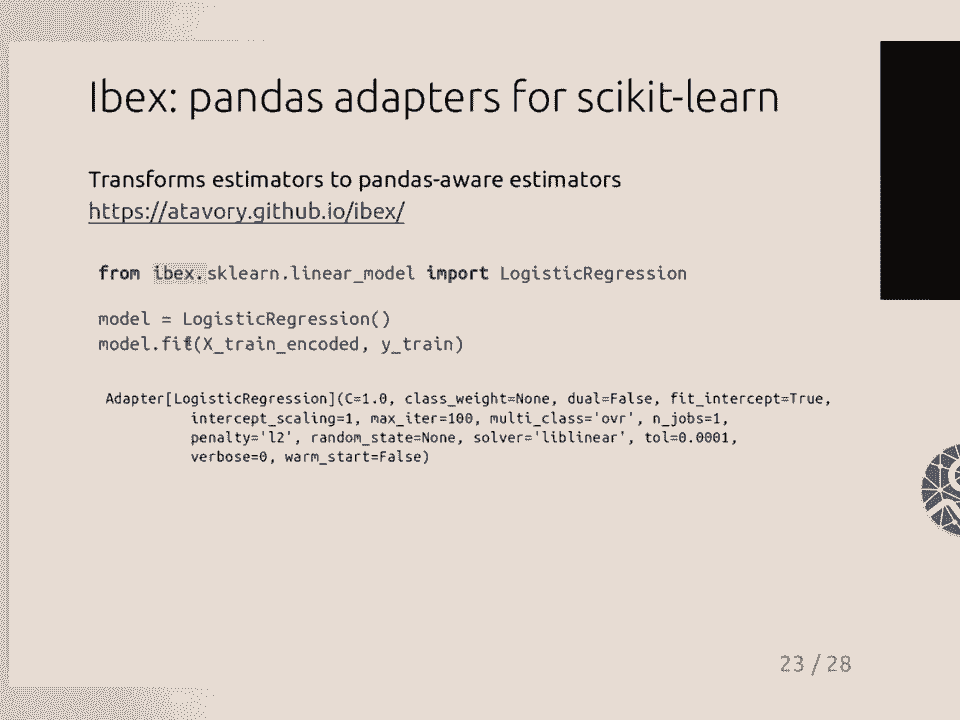 Ibex: pandas adapters for scikit-learn
Transforms estimators to pandas-aware estimators
https://atavory.github.io/ibex/
from ibex.sklearn.linear_model import LogisticRegression
model = LogisticRegression()
model.fit(X_train_encoded, y_train)
Adapter[LogisticRegression](C=1.0, class_weight=None, dual=False, fit_intercept=True,
intercept_scaling=1, max_iter=100, multi_class='ovr', n_jobs=1,
penalty='l2', random_state=None, solver='liblinear', tol=0.0001,
verbose=0, warm_start=False)
23 / 28